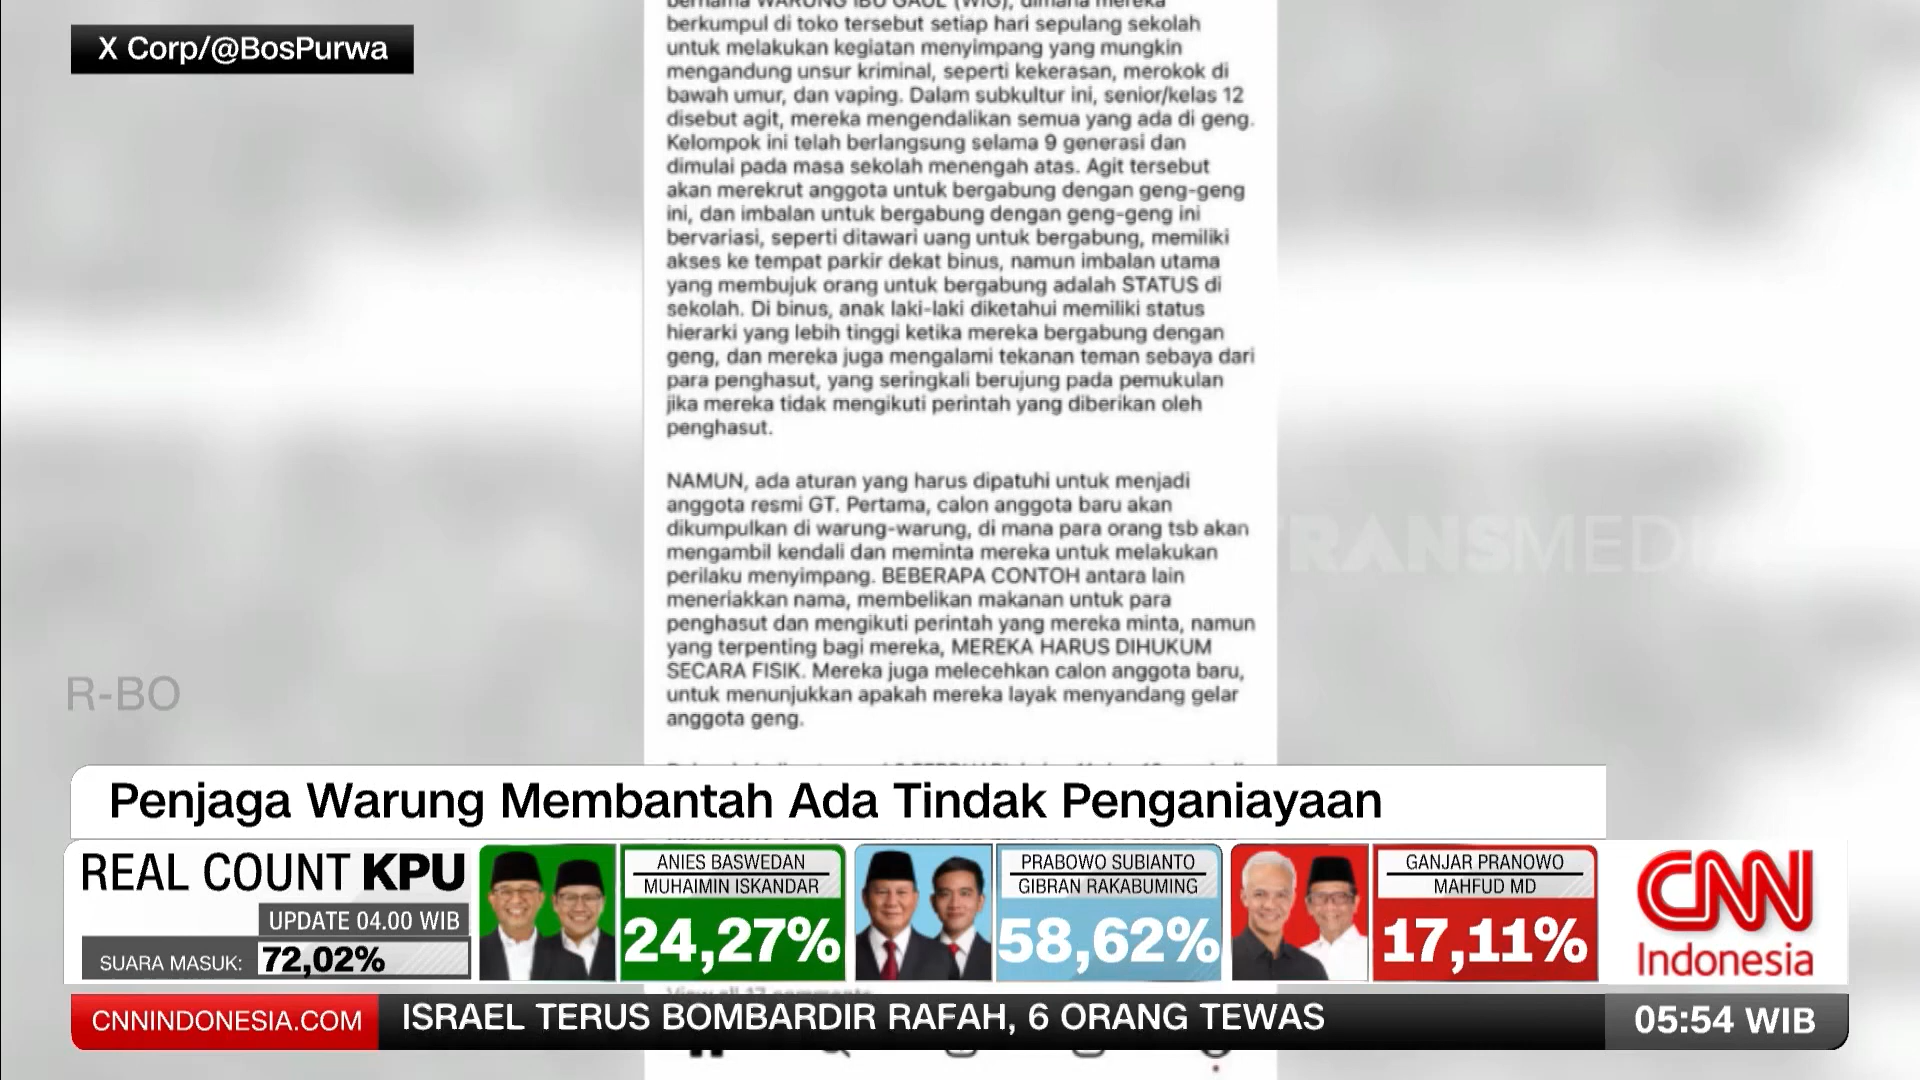 X Corp/@BosPurwa
bernama WARUNG IBU GAUL (WIG), dimana mereka
berkumpul di toko tersebut setiap hari sepulang sekolah
untuk melakukan kegiatan menyimpang yang mungkin
mengandung unsur kriminal, seperti kekerasan, merokok di
bawah umur, dan vaping. Dalam subkultur ini, senior/kelas 12
disebut agit, mereka mengendalikan semua yang ada di geng.
Kelompok ini telah berlangsung selama 9 generasi dan
dimulai pada masa sekolah menengah atas. Agit tersebut
akan merekrut anggota untuk bergabung dengan geng-geng
ini, dan imbalan untuk bergabung dengan geng-geng ini
bervariasi, seperti ditawari uang untuk bergabung, memiliki
akses ke tempat parkir dekat binus, namun imbalan utama
yang membujuk orang untuk bergabung adalah STATUS di
sekolah. Di binus, anak laki-laki diketahui memiliki status
hierarki yang lebih tinggi ketika mereka bergabung dengan
geng, dan mereka juga mengalami tekanan teman sebaya dari
para penghasut, yang seringkali berujung pada pemukulan
jika mereka tidak mengikuti perintah yang diberikan oleh
penghasut.
NAMUN, ada aturan yang harus dipatuhi untuk menjadi
anggota resmi GT. Pertama, calon anggota baru akan
dikumpulkan di warung-warung, di mana para orang tsb akan
mengambil kendali dan meminta mereka untuk melakukan
perilaku menyimpang. BEBERAPA CONTOH antara lain
meneriakkan nama, membelikan makanan untuk para
penghasut dan mengikuti perintah yang mereka minta, namun
yang terpenting bagi mereka, MEREKA HARUS DIHUKUM
SECARA FISIK. Mereka juga melecehkan calon anggota baru,
untuk menunjukkan apakah mereka layak menyandang gelar
anggota geng.
TRANSMEDIA
R-BO
Penjaga Warung Membantah Ada Tindak Penganiayaan
REAL COUNT KPU
UPDATE 04.00 WIB
SUARA MASUK: 72,02%
ANIES BASWEDAN
MUHAIMIN ISKANDAR
24,27%
PRABOWO SUBIANTO
GIBRAN RAKABUMING
58,62%
GANJAR PRANOWO
MAHFUD MD
17,11%
CNN
Indonesia
CNNINDONESIA.COM
ISRAEL TERUS BOMBARDIR RAFAH, 6 ORANG TEWAS
05:54 WIB